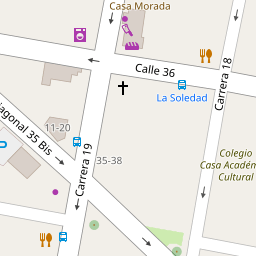 Casa Morada
Calle 36
Carrera 18
La Soledad
11-20
iagonal 35 Bis
35-38
Carrera 19
Colegio
Casa Académ
Cultural